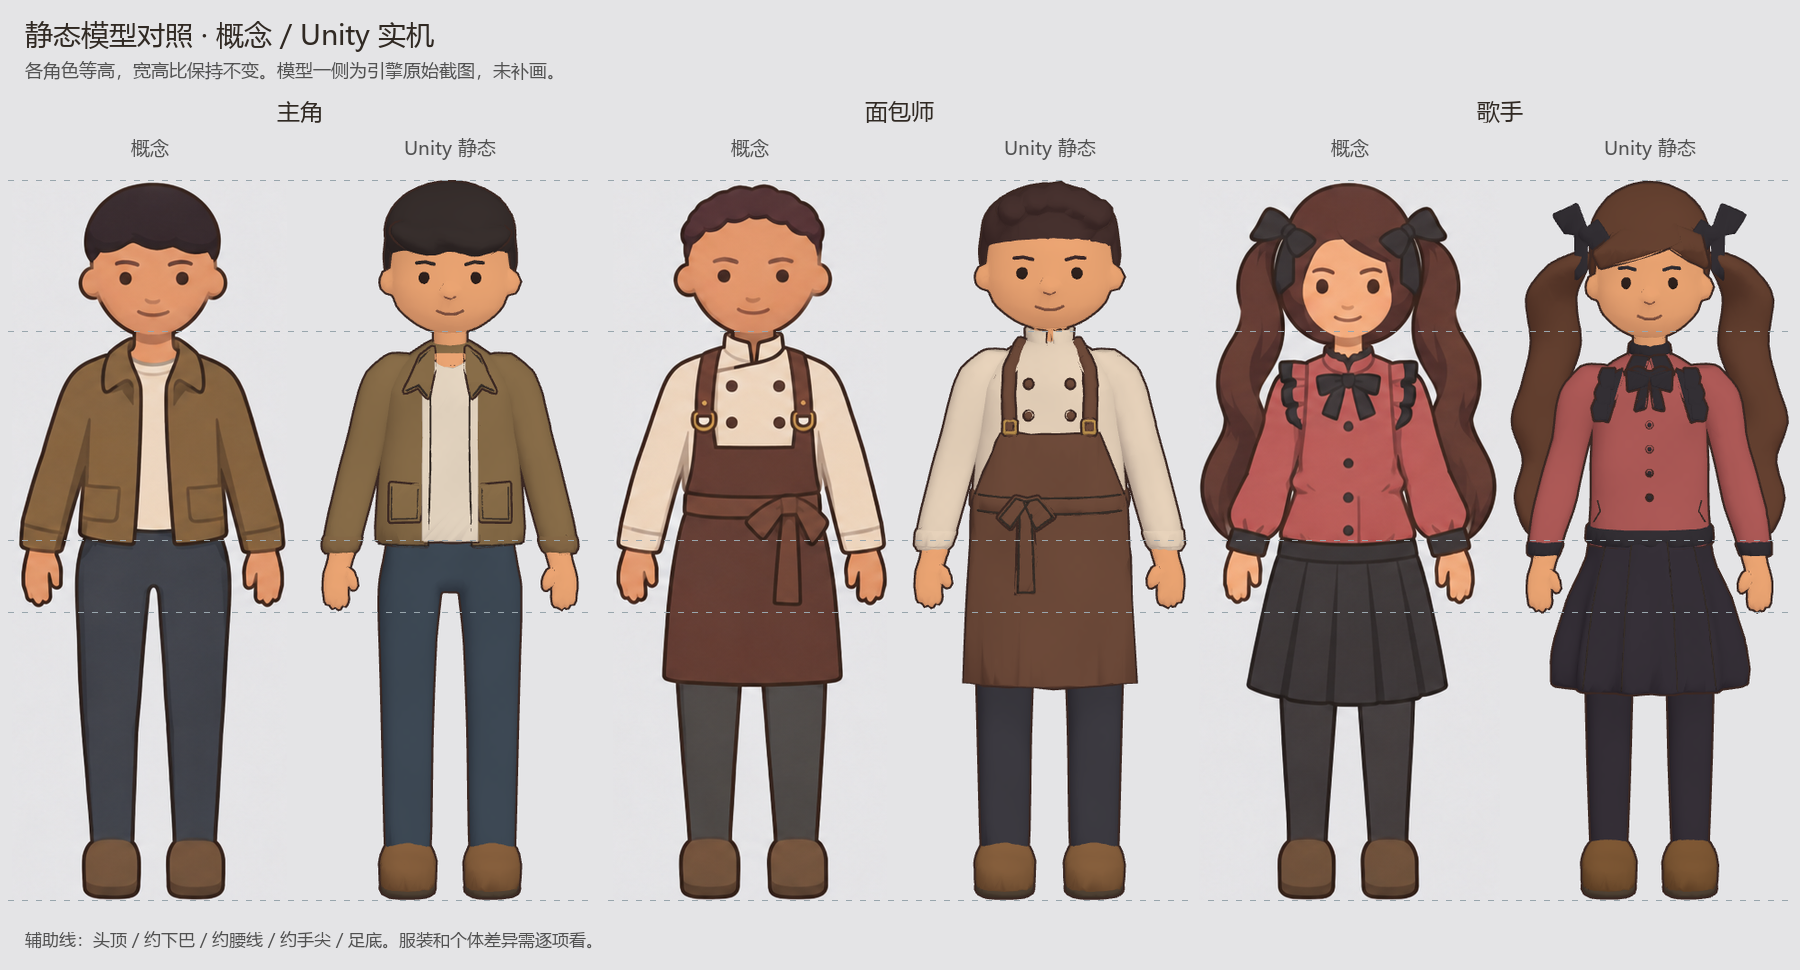 静态模型对照 · 概念 / Unity 实机
各角色等高，宽高比保持不变。模型一侧为引擎原始截图，未补画。
主角
面包师
歌手
概念
Unity 静态
概念
Unity 静态
概念
Unity 静态
辅助线：头顶 / 约下巴 / 约腰线 / 约手尖 / 足底。服装和个体差异需逐项看。